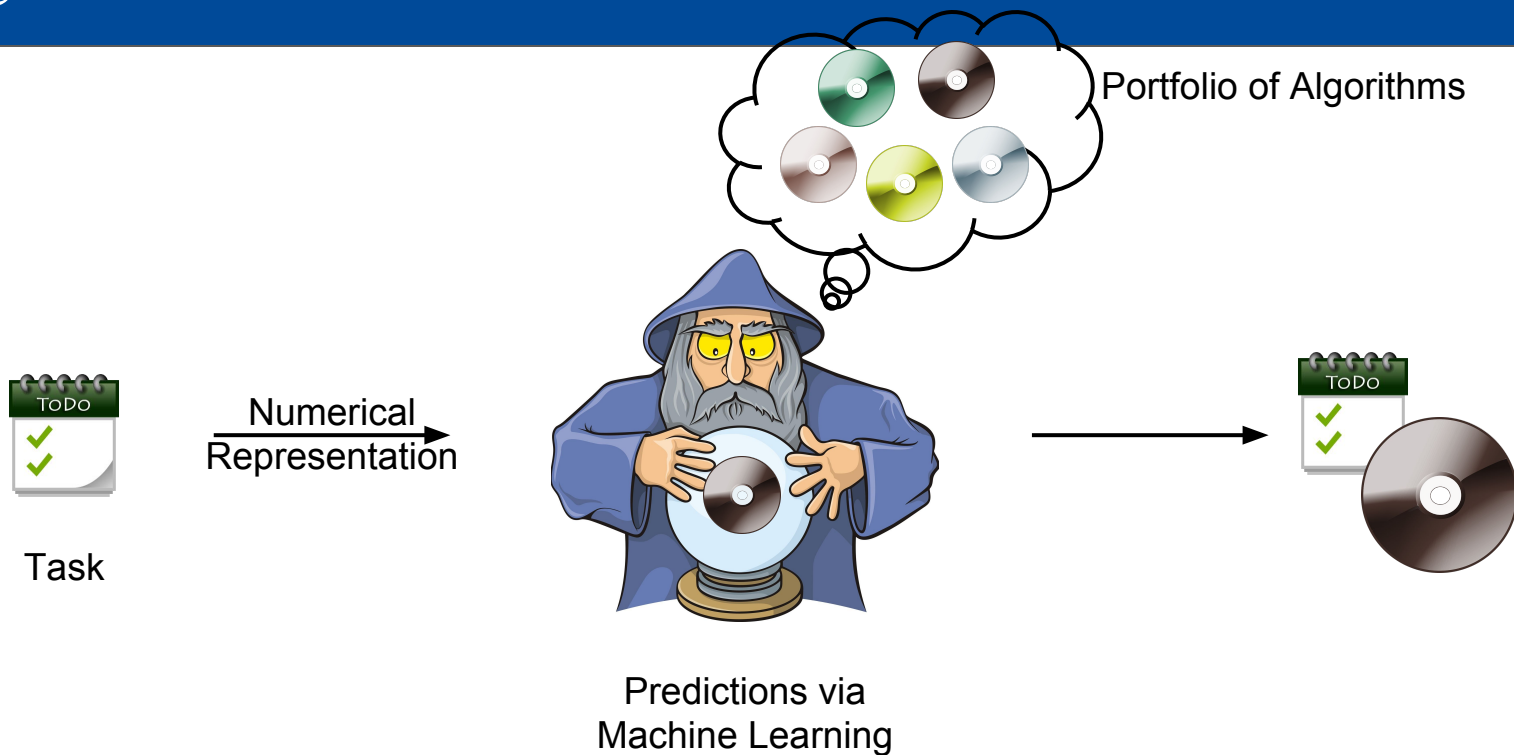 Portfolio of Algorithms
ToDo
Numerical
Representation
ToDo
Task
Predictions via
Machine Learning